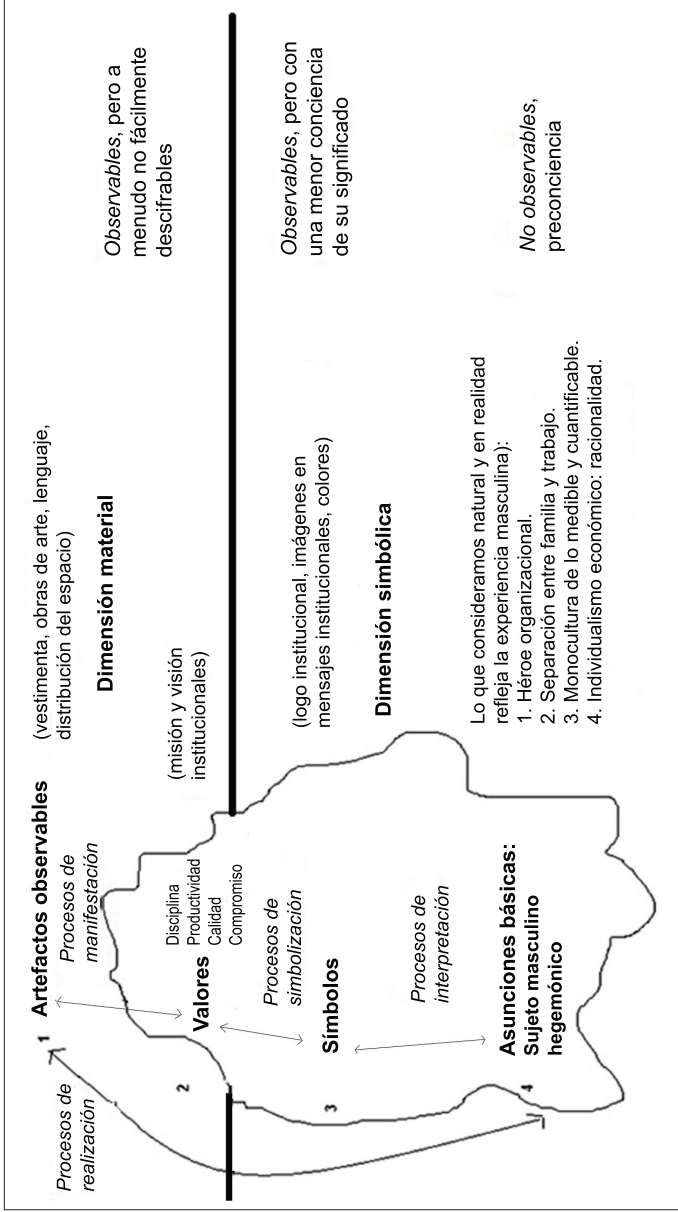 1
Artefactos observables
(vestimenta, obras de arte, lenguaje,
distribución del espacio)
Procesos de
realización
Procesos de
manifestación
Dimensión material
Observables, pero a
menudo no fácilmente
descifrables
2
Valores
Disciplina
Productividad
Calidad
Compromiso
(misión y visión
institucionales)
Procesos de
simbolización
3
Símbolos
(logo institucional, imágenes en
mensajes institucionales, colores)
Observables, pero con
una menor conciencia
de su significado
Dimensión simbólica
Procesos de
interpretación
4
Asunciones básicas:
Sujeto masculino
hegemónico
Lo que consideramos natural y en realidad
refleja la experiencia masculina):
1. Héroe organizacional.
2. Separación entre familia y trabajo.
3. Monocultura de lo medible y cuantificable.
4. Individualismo económico: racionalidad.
No observables,
preconciencia